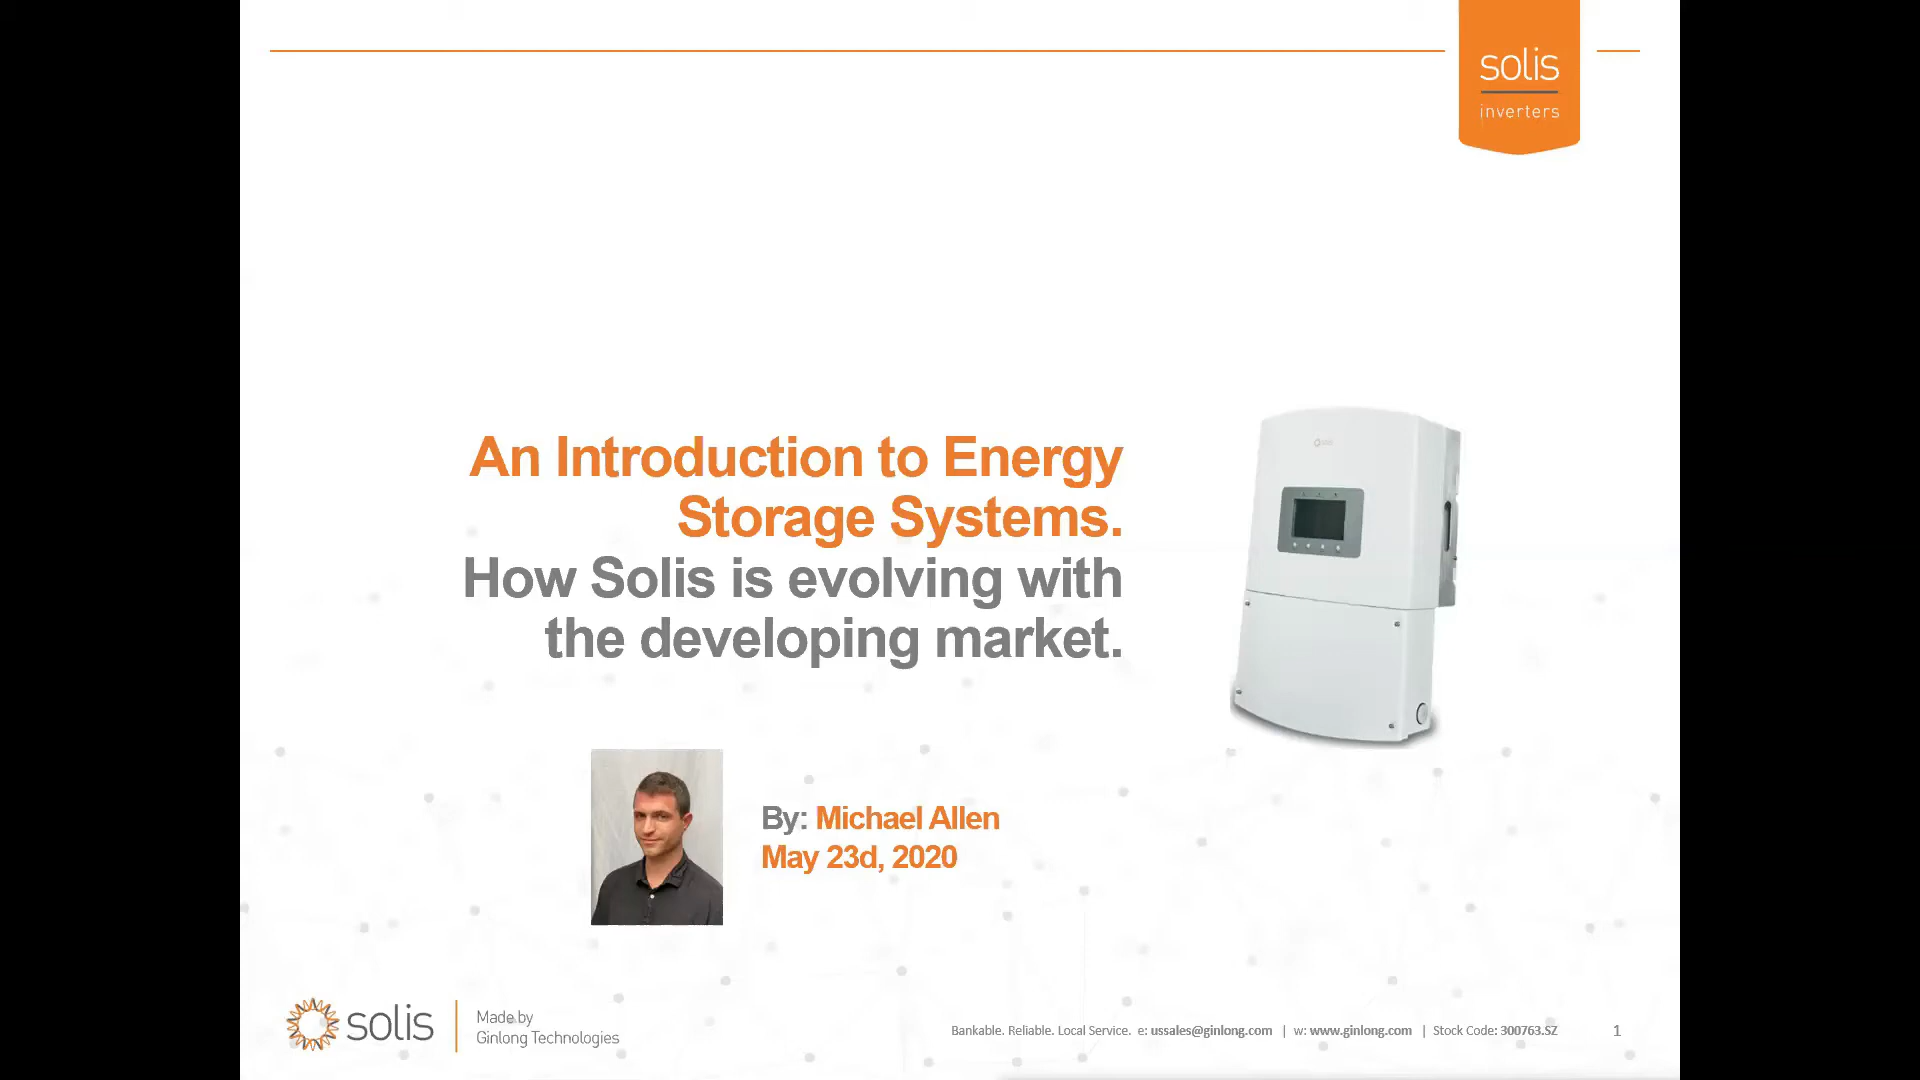 solis
inverters
An Introduction to Energy
Storage Systems.
How Solis is evolving with
the developing market.
By: Michael Allen
May 23d, 2020
solis
Made by
Ginlong Technologies
Bankable. Reliable. Local Service. e: ussales@ginlong.com | w: www.ginlong.com | Stock Code: 300763.SZ 1